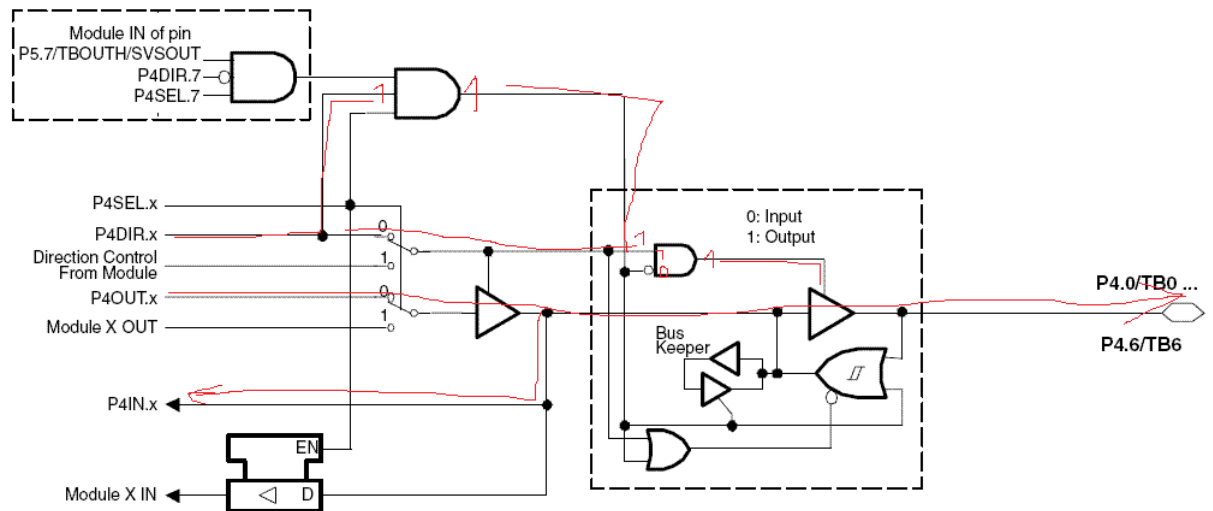 Module IN of pin
P5.7/TBOUTH/SVSOUT
P4DIR.7
P4SEL.7
1
1
P4SEL.x
P4DIR.x
0
Direction Control
From Module
1
P4OUT.x
0
Module X OUT
1
0: Input
1: Output
1
1
0
1
P4.0/TB0 ...
P4.6/TB6
Bus
Keeper
P4IN.x
EN
D
Module X IN